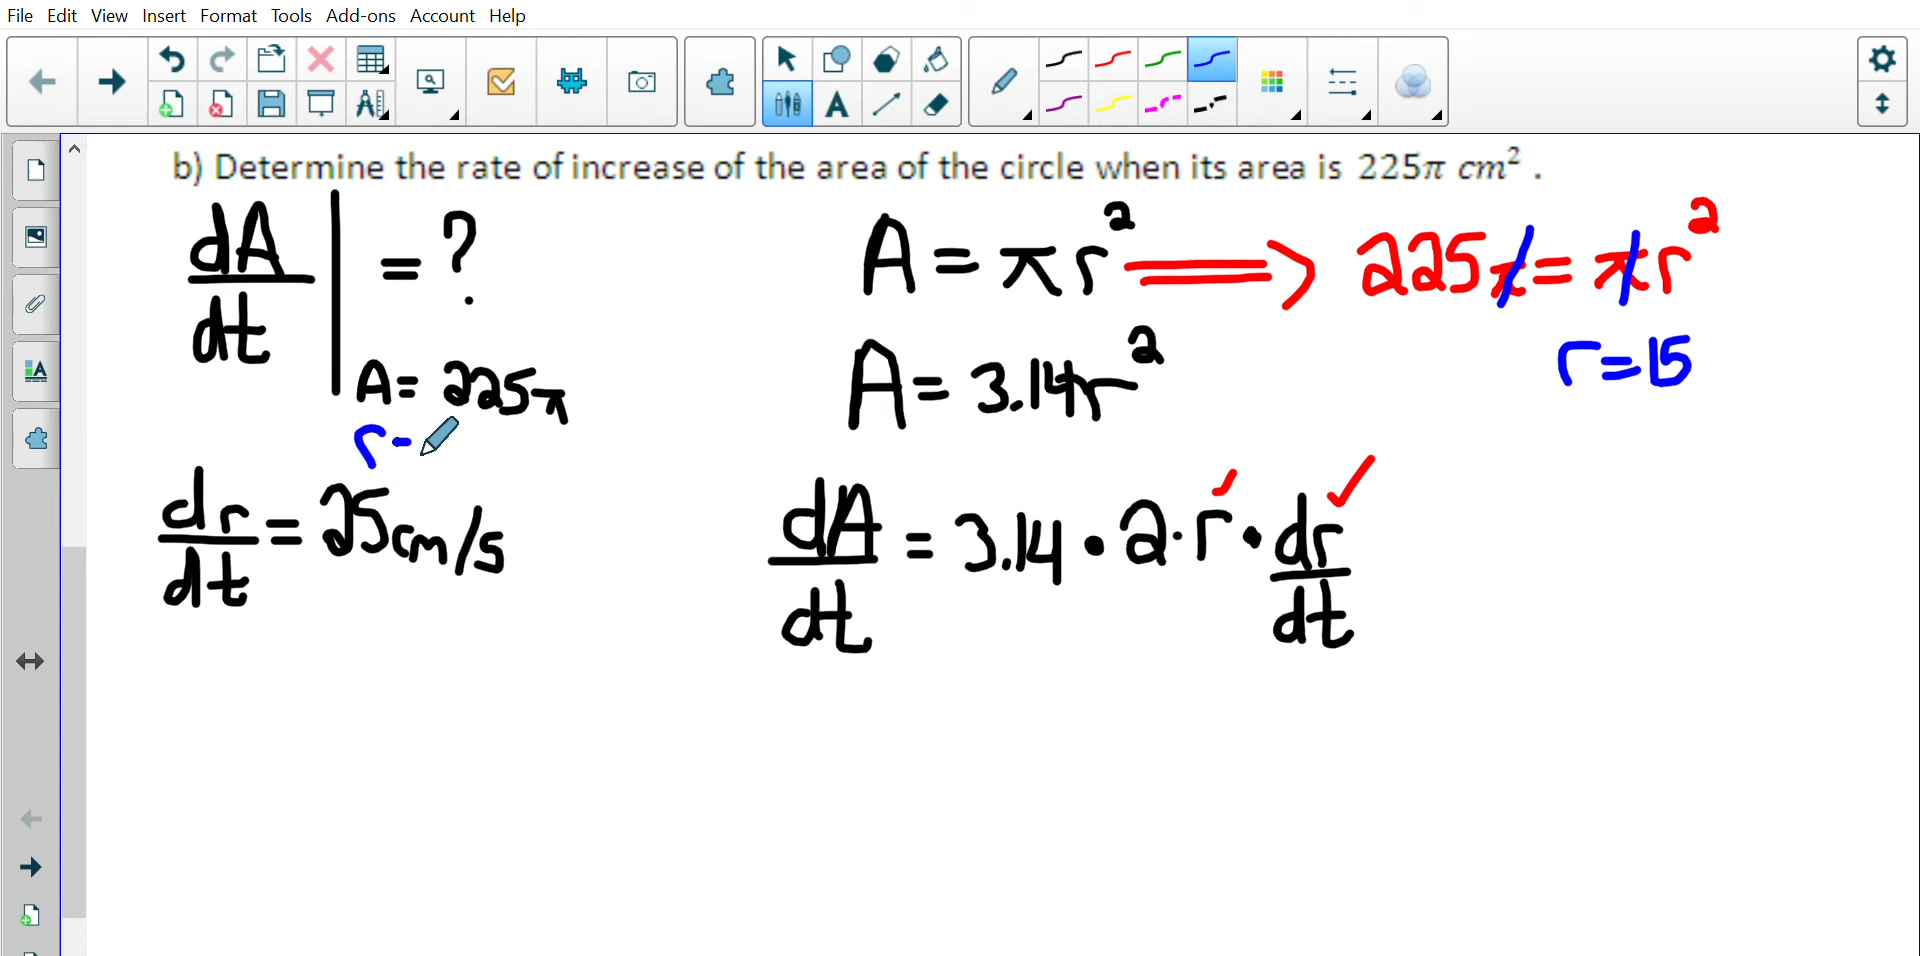 File Edit View Insert Format Tools Add-ons Account Help
b) Determine the rate of increase of the area of the circle when its area is 225π cm² .
dA/dt | = ?
A = 225π
r -
dr/dt = 25cm/s
A = πr² ⟹ 225π = πr²
r = 15
A = 3.14r²
dA/dt = 3.14 • 2 · r • dr/dt